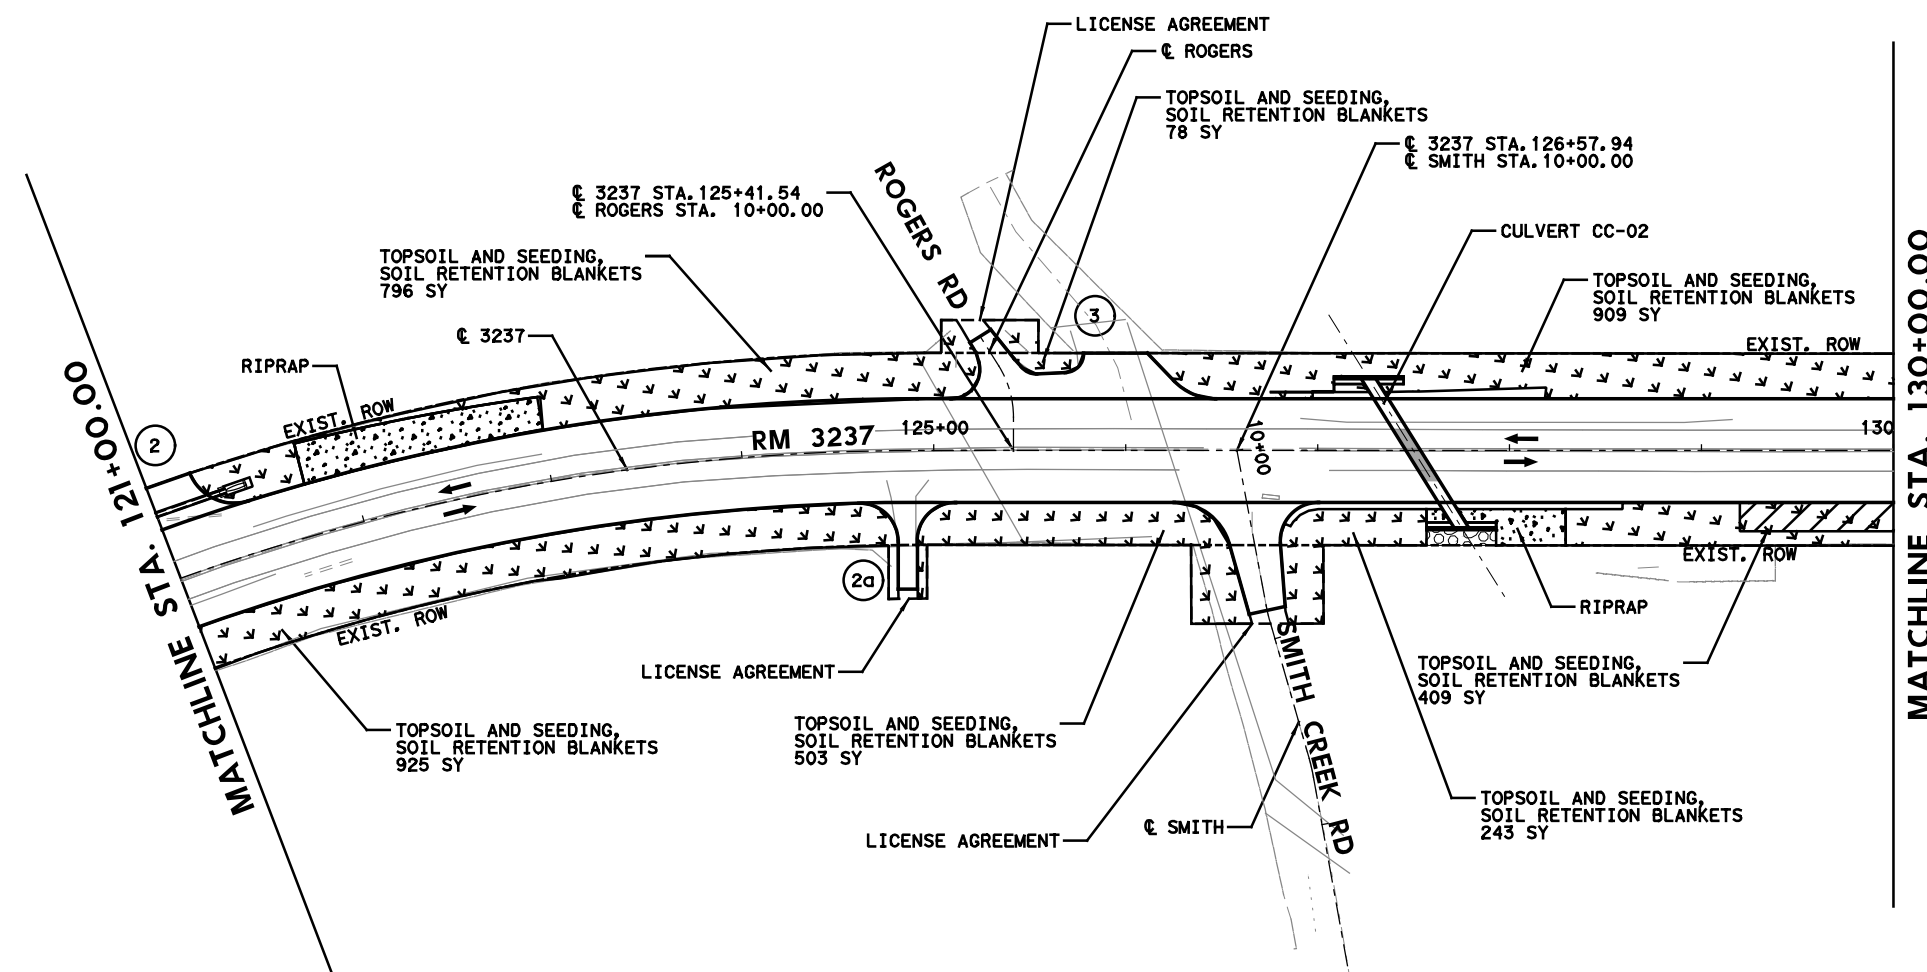 LICENSE AGREEMENT
℄ ROGERS
TOPSOIL AND SEEDING,
SOIL RETENTION BLANKETS
78 SY
℄ 3237 STA.126+57.94
℄ SMITH STA.10+00.00
℄ 3237 STA.125+41.54
℄ ROGERS STA. 10+00.00
ROGERS RD
CULVERT CC-02
TOPSOIL AND SEEDING,
SOIL RETENTION BLANKETS
796 SY
TOPSOIL AND SEEDING,
SOIL RETENTION BLANKETS
909 SY
℄ 3237
3
EXIST. ROW
RIPRAP
EXIST. ROW
2
RM 3237
125+00
10+00
130
MATCHLINE STA. 121+00.00
MATCHLINE STA. 130+00.00
EXIST. ROW
2a
EXIST. ROW
RIPRAP
LICENSE AGREEMENT
SMITH CREEK RD
TOPSOIL AND SEEDING,
SOIL RETENTION BLANKETS
409 SY
TOPSOIL AND SEEDING,
SOIL RETENTION BLANKETS
925 SY
TOPSOIL AND SEEDING,
SOIL RETENTION BLANKETS
503 SY
TOPSOIL AND SEEDING,
SOIL RETENTION BLANKETS
243 SY
℄ SMITH
LICENSE AGREEMENT